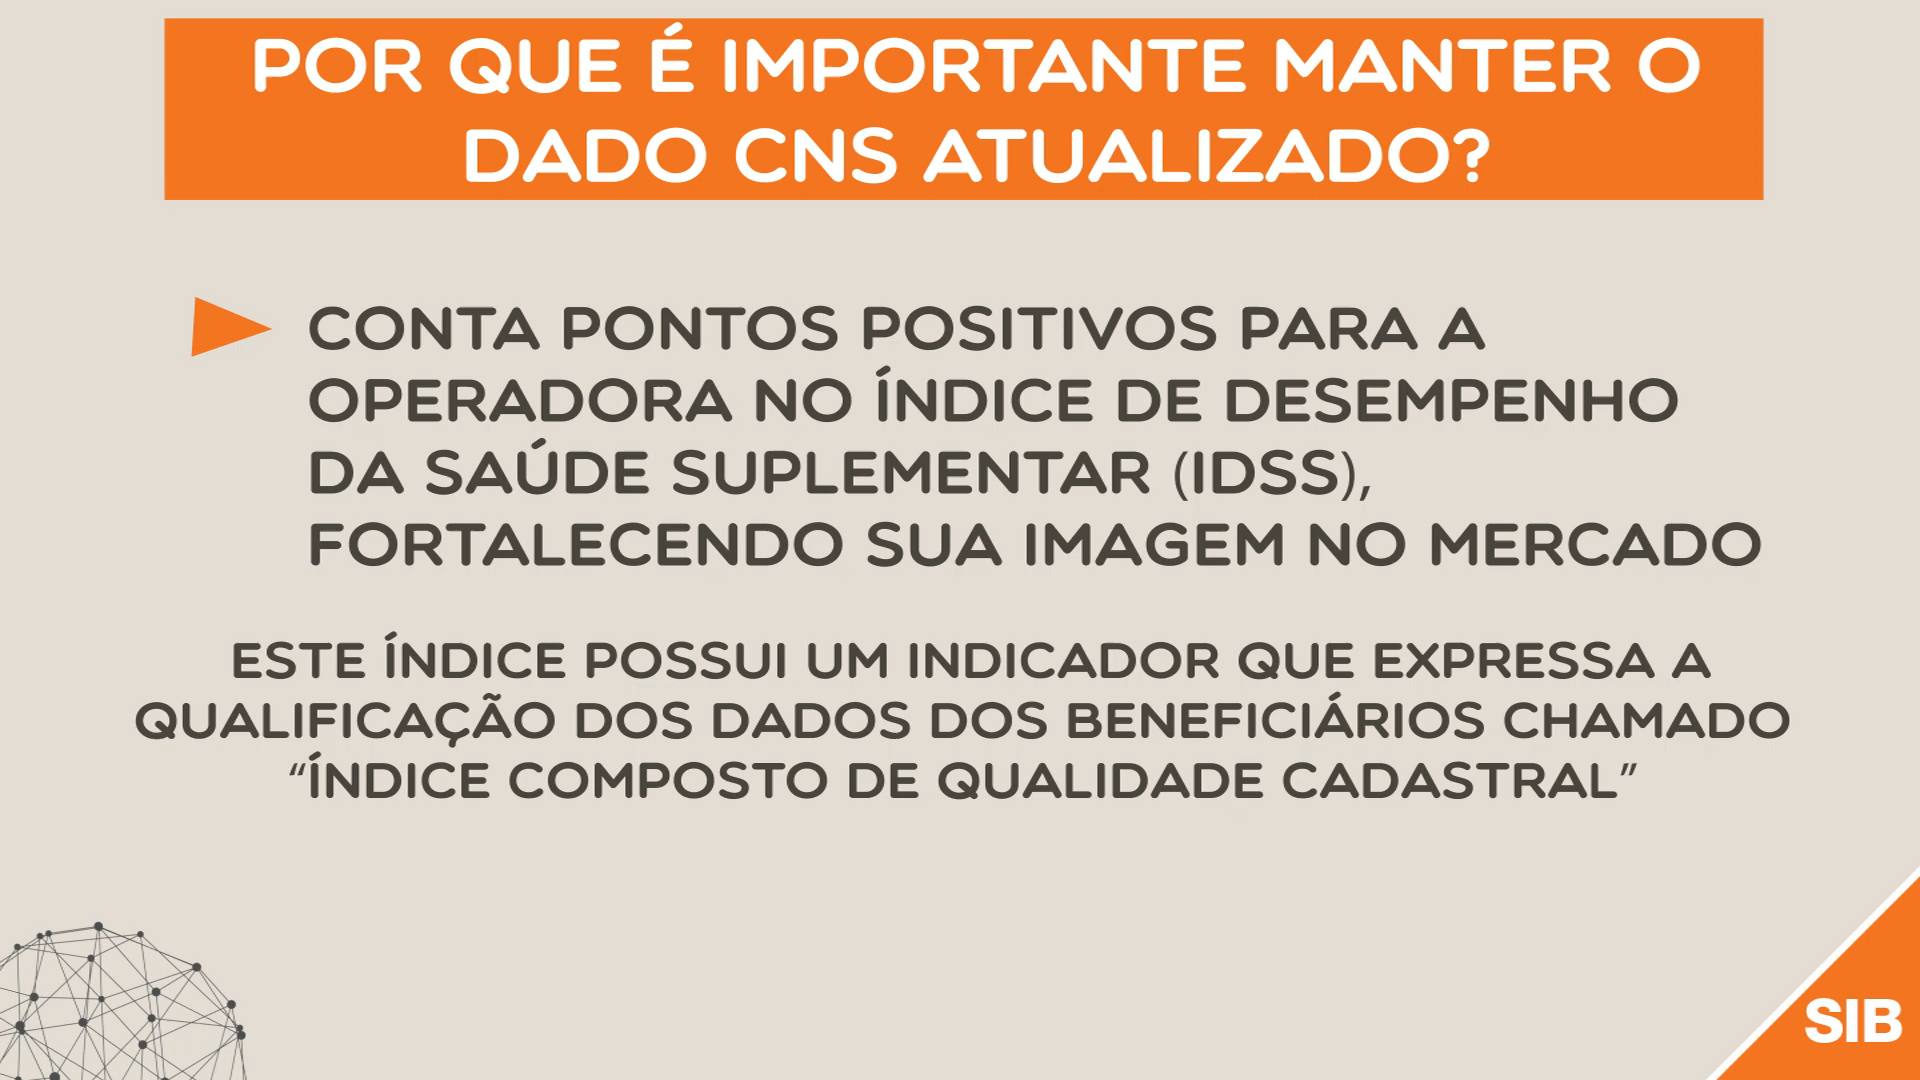 POR QUE É IMPORTANTE MANTER O
DADO CNS ATUALIZADO?
CONTA PONTOS POSITIVOS PARA A
OPERADORA NO ÍNDICE DE DESEMPENHO
DA SAÚDE SUPLEMENTAR (IDSS),
FORTALECENDO SUA IMAGEM NO MERCADO
ESTE ÍNDICE POSSUI UM INDICADOR QUE EXPRESSA A
QUALIFICAÇÃO DOS DADOS DOS BENEFICIÁRIOS CHAMADO
“ÍNDICE COMPOSTO DE QUALIDADE CADASTRAL”
SIB